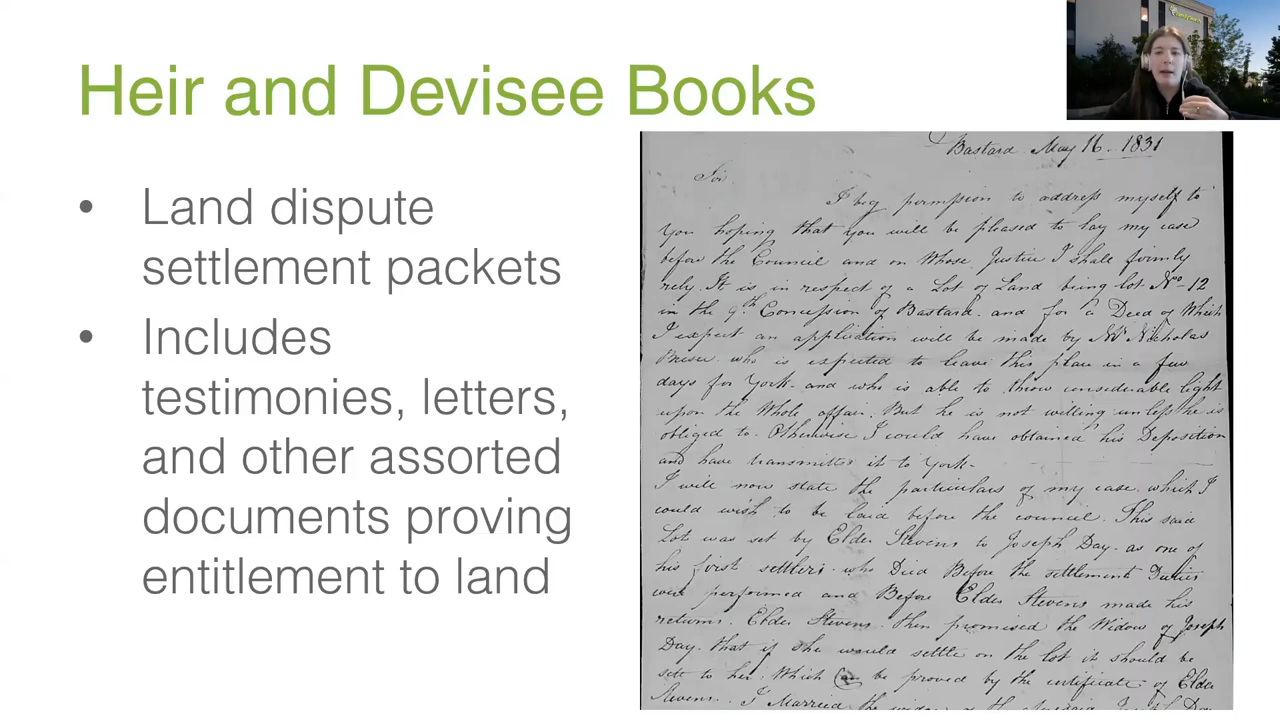 Heir and Devisee Books
• Land dispute
settlement packets
• Includes
testimonies, letters,
and other assorted
documents proving
entitlement to land
Bastard May 16. 1831
Sir
I beg permission to address myself to
you hoping that you will be pleased to lay my case
before the Council and on Whose Justice I shall firmly
rely. It is in respect of a Lot of Land being lot No 12
in the 9th Concession of Bastard. and for a Deed of Which
I expect an application will be made by Mr Nicholas
who is expected to leave this place in a few
days for York. and who is able to throw considerable light
upon the Whole affair. But he is not willing unless he is
obliged to. Otherwise I would have obtained his Deposition
and have transmitted it to York.
I will now state the particulars of my case. which I
would wish to be laid before the council. This said
Lot was set by Elder Stevens to Joseph Day. as one of
his first settlers. who Died Before the settlement Duties
were performed and Before Elder Stevens made his
returns. Elder Stevens. then promised the Widow of Joseph
Day. that if she would settle on the lot it should be
set to her. Which can be proved by the certificate of Elder
Stevens. I Married the widow of the Joseph Day